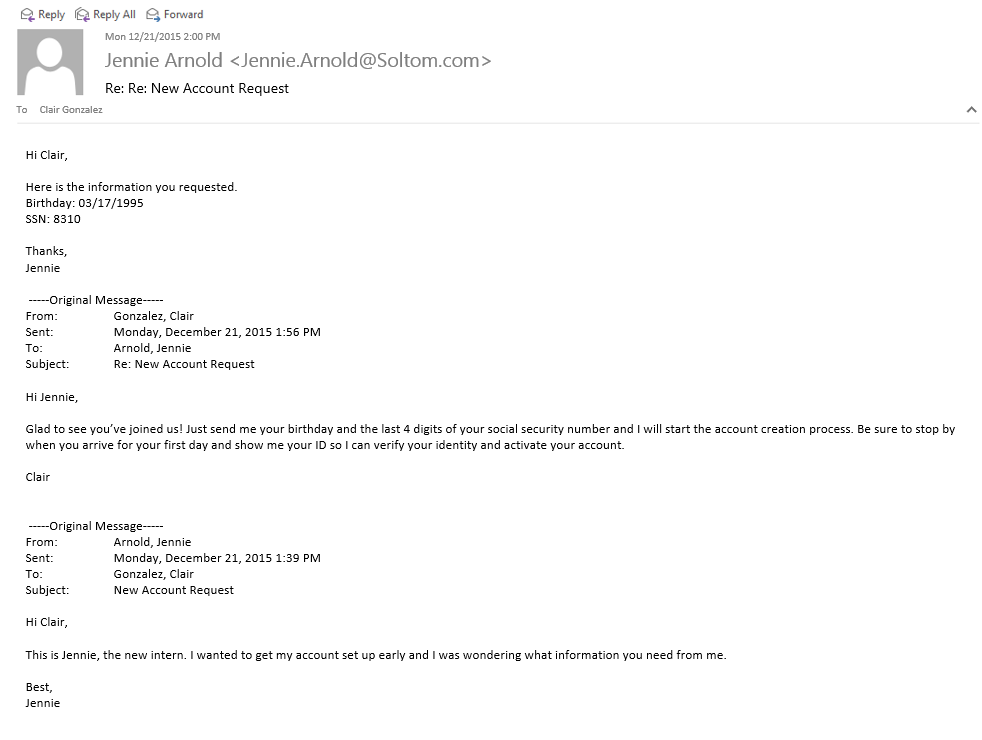 Reply Reply All Forward
Mon 12/21/2015 2:00 PM
Jennie Arnold <Jennie.Arnold@Soltom.com>
Re: Re: New Account Request
To Clair Gonzalez
Hi Clair,
Here is the information you requested.
Birthday: 03/17/1995
SSN: 8310
Thanks,
Jennie
-----Original Message-----
From: Gonzalez, Clair
Sent: Monday, December 21, 2015 1:56 PM
To: Arnold, Jennie
Subject: Re: New Account Request
Hi Jennie,
Glad to see you’ve joined us! Just send me your birthday and the last 4 digits of your social security number and I will start the account creation process. Be sure to stop by
when you arrive for your first day and show me your ID so I can verify your identity and activate your account.
Clair
-----Original Message-----
From: Arnold, Jennie
Sent: Monday, December 21, 2015 1:39 PM
To: Gonzalez, Clair
Subject: New Account Request
Hi Clair,
This is Jennie, the new intern. I wanted to get my account set up early and I was wondering what information you need from me.
Best,
Jennie